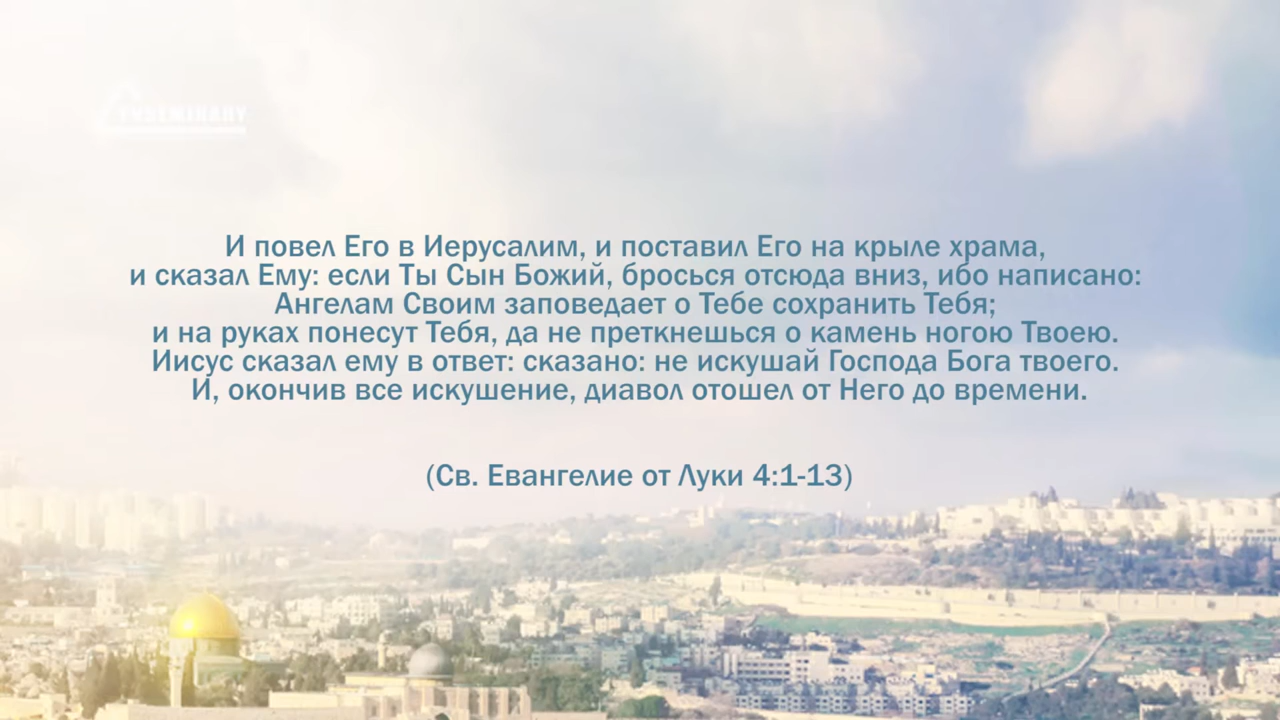 И повел Его в Иерусалим, и поставил Его на крыле храма,
и сказал Ему: если Ты Сын Божий, бросься отсюда вниз, ибо написано:
Ангелам Своим заповедает о Тебе сохранить Тебя;
и на руках понесут Тебя, да не преткнешься о камень ногою Твоею.
Иисус сказал ему в ответ: сказано: не искушай Господа Бога твоего.
И, окончив все искушение, диавол отошел от Него до времени.
(Св. Евангелие от Луки 4:1-13)